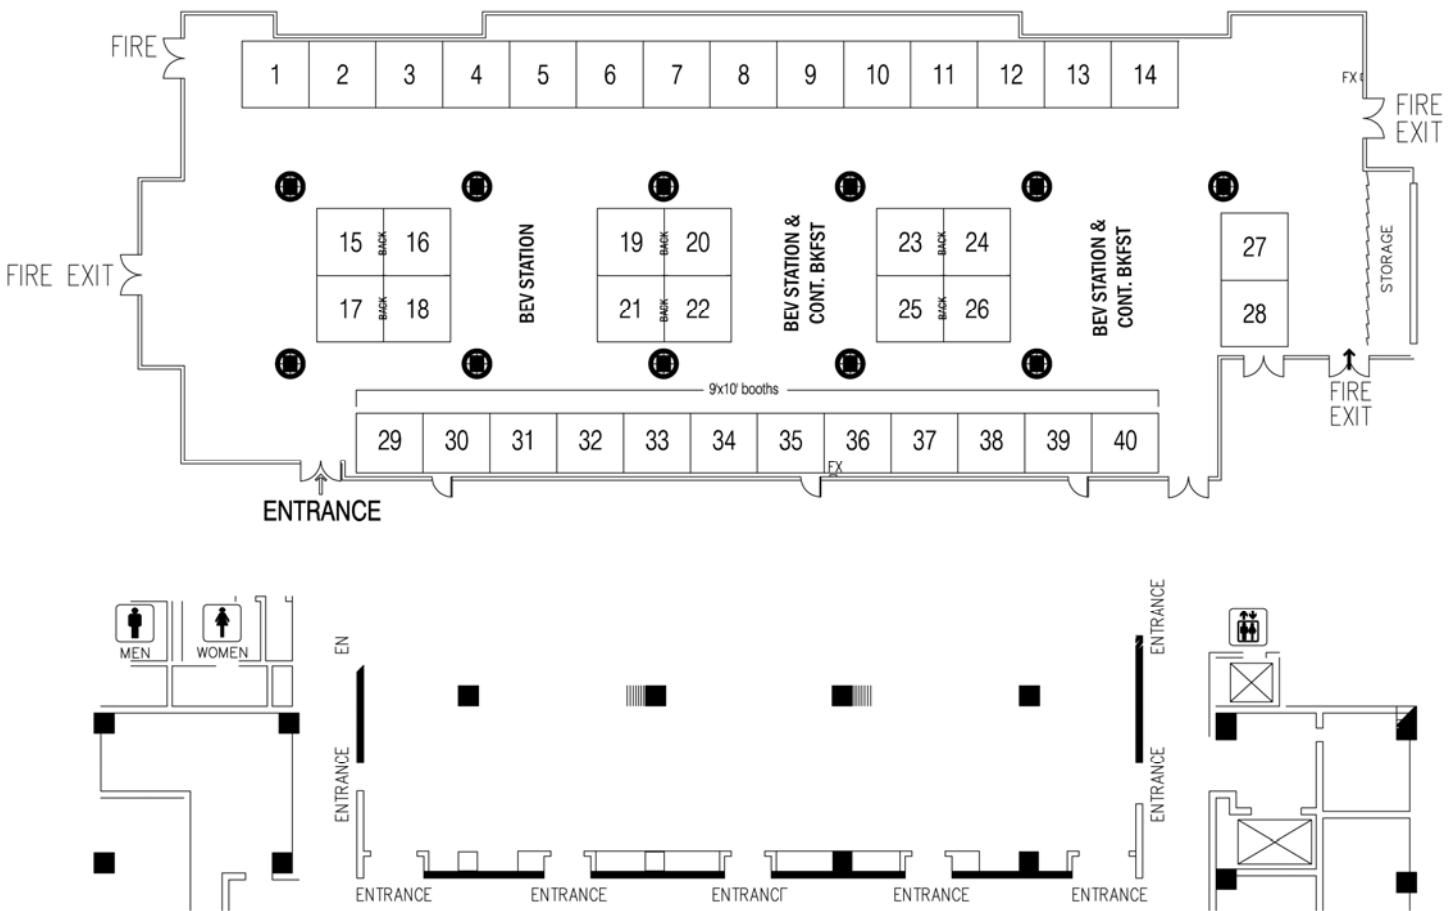 FIRE
1 2 3 4 5 6 7 8 9 10 11 12 13 14
FX
FIRE
EXIT
FIRE EXIT
15 BACK 16
17 BACK 18
BEV STATION
19 BACK 20
21 BACK 22
BEV STATION &
CONT. BKFST
23 BACK 24
25 BACK 26
BEV STATION &
CONT. BKFST
27
28
STORAGE
FIRE
EXIT
9'x10' booths
29 30 31 32 33 34 35 36 37 38 39 40
FX
ENTRANCE
MEN
WOMEN
EN
ENTRANCE
ENTRANCE
ENTRANCE
ENTRANCE ENTRANCE ENTRANCE ENTRANCE ENTRANCE